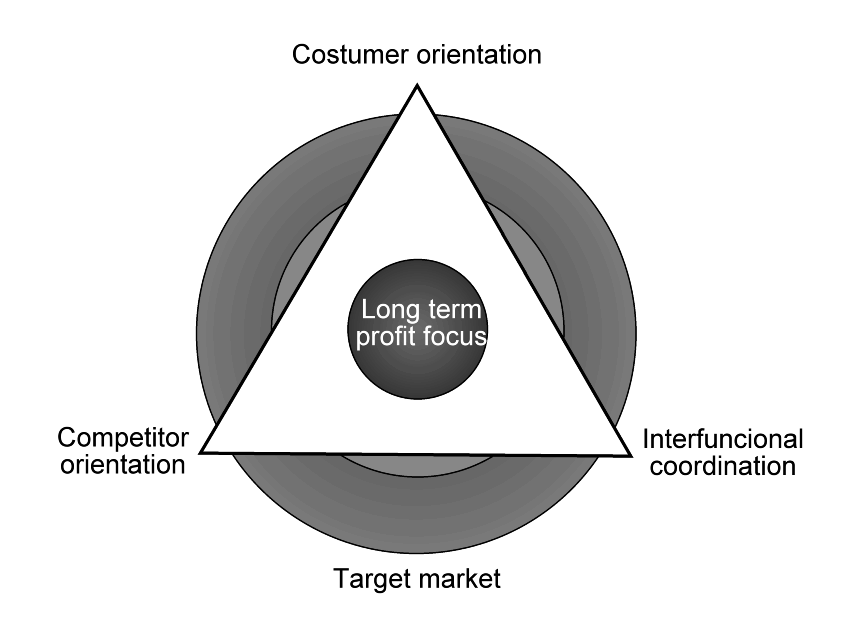 Costumer orientation
Long term
profit focus
Competitor
orientation
Interfuncional
coordination
Target market